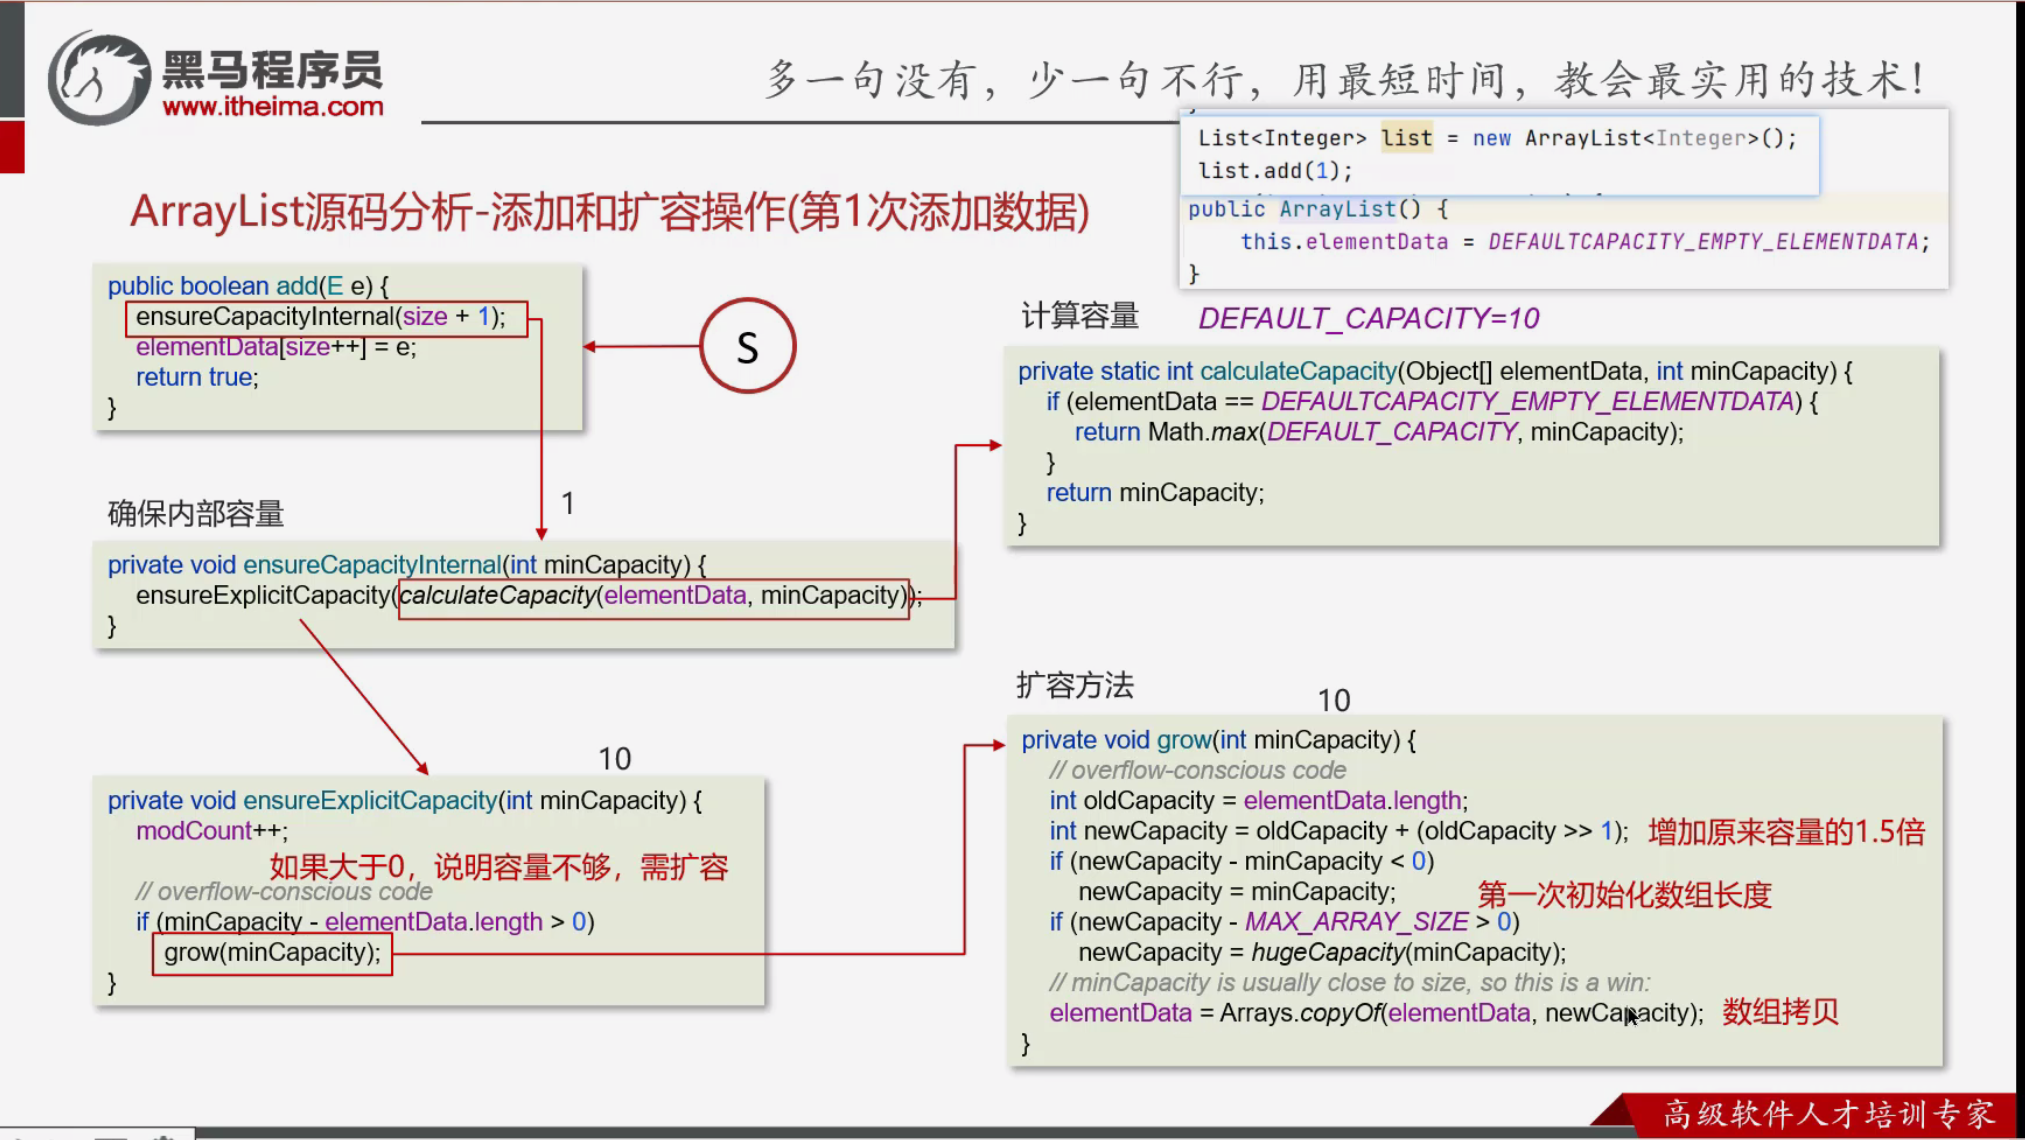 黑马程序员
www.itheima.com
多一句没有，少一句不行，用最短时间，教会最实用的技术！
List<Integer> list = new ArrayList<Integer>();
list.add(1);
public ArrayList() {
this.elementData = DEFAULTCAPACITY_EMPTY_ELEMENTDATA;
}
ArrayList源码分析-添加和扩容操作(第1次添加数据)
public boolean add(E e) {
ensureCapacityInternal(size + 1);
elementData[size++] = e;
return true;
}
S
计算容量
DEFAULT_CAPACITY=10
private static int calculateCapacity(Object[] elementData, int minCapacity) {
if (elementData == DEFAULTCAPACITY_EMPTY_ELEMENTDATA) {
return Math.max(DEFAULT_CAPACITY, minCapacity);
}
return minCapacity;
}
确保内部容量
1
private void ensureCapacityInternal(int minCapacity) {
ensureExplicitCapacity(calculateCapacity(elementData, minCapacity));
}
10
private void ensureExplicitCapacity(int minCapacity) {
modCount++;
如果大于0，说明容量不够，需扩容
// overflow-conscious code
if (minCapacity - elementData.length > 0)
grow(minCapacity);
}
扩容方法
10
private void grow(int minCapacity) {
// overflow-conscious code
int oldCapacity = elementData.length;
int newCapacity = oldCapacity + (oldCapacity >> 1); 增加原来容量的1.5倍
if (newCapacity - minCapacity < 0)
newCapacity = minCapacity; 第一次初始化数组长度
if (newCapacity - MAX_ARRAY_SIZE > 0)
newCapacity = hugeCapacity(minCapacity);
// minCapacity is usually close to size, so this is a win:
elementData = Arrays.copyOf(elementData, newCapacity); 数组拷贝
}
高级软件人才培训专家